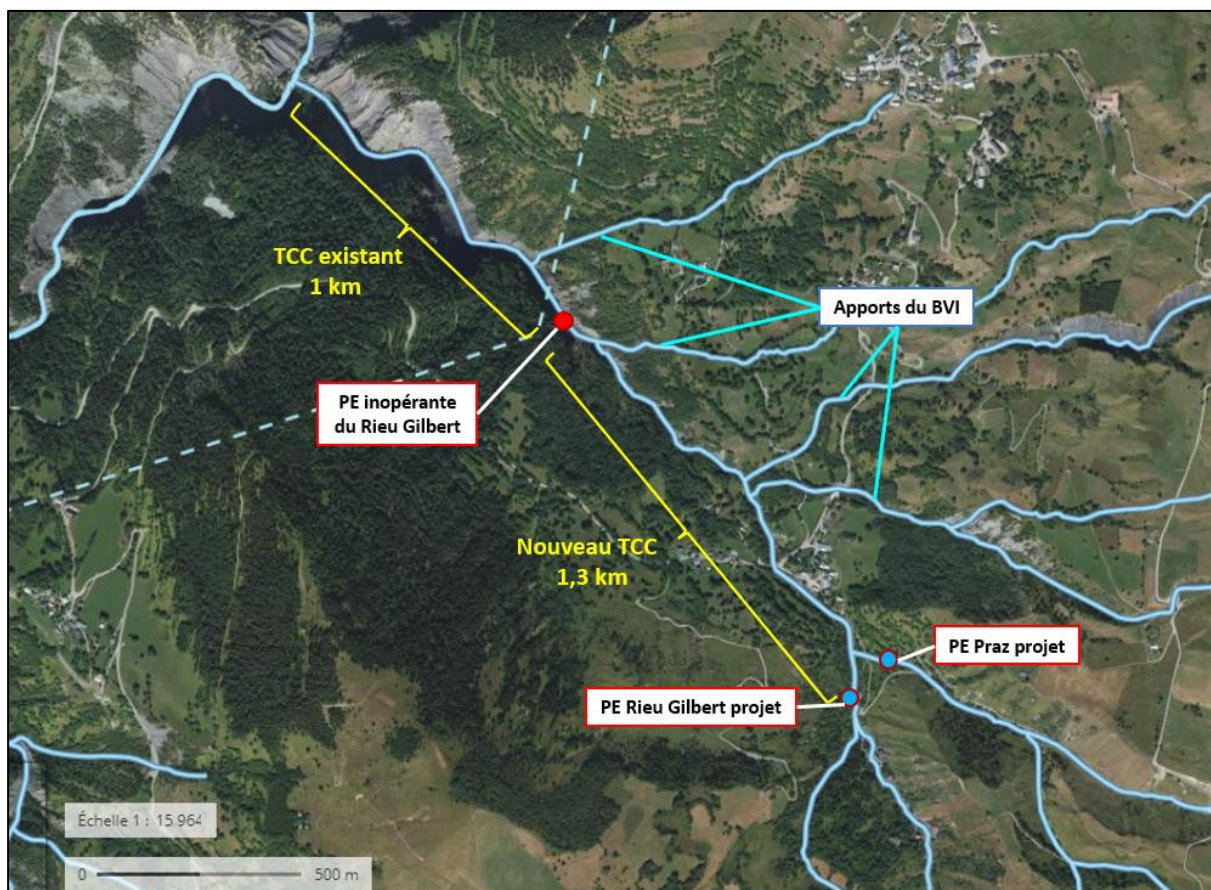 TCC existant
1 km
Apports du BVI
PE inopérante
du Rieu Gilbert
Nouveau TCC
1,3 km
PE Praz projet
PE Rieu Gilbert projet
Échelle 1 : 15 964
0 500 m